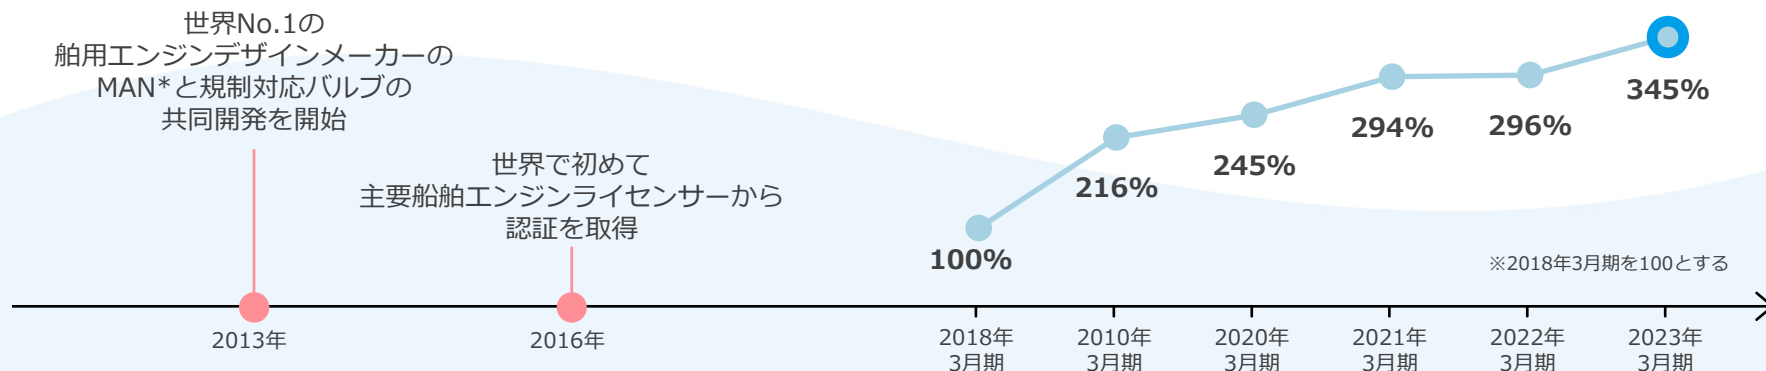 世界No.1の
舶用エンジンデザインメーカーの
MAN*と規制対応バルブの
共同開発を開始
世界で初めて
主要船舶エンジンライセンサーから
認証を取得
100%
216%
245%
294%
296%
345%
※2018年3月期を100とする
2013年
2016年
2018年
3月期
2010年
3月期
2020年
3月期
2021年
3月期
2022年
3月期
2023年
3月期